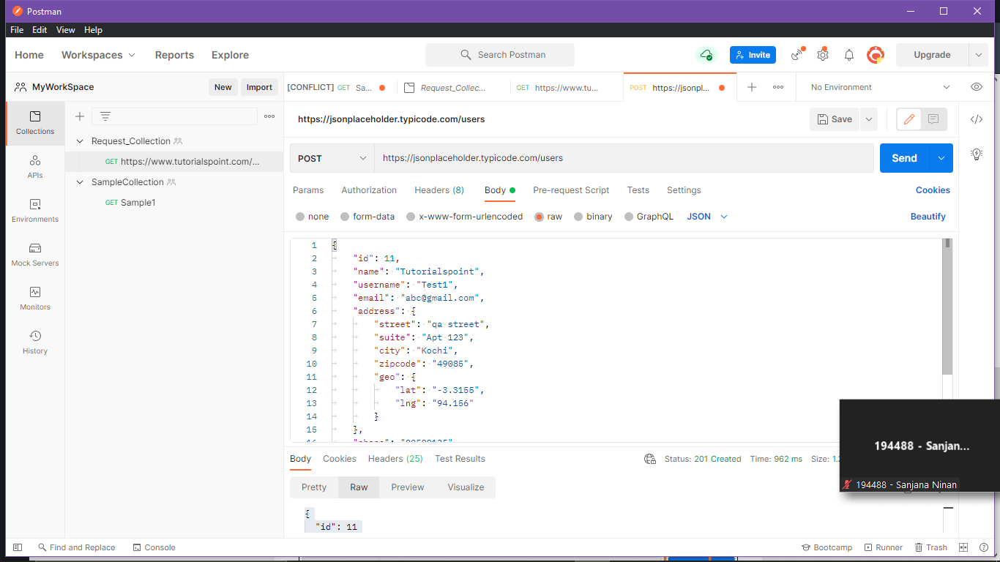 Postman
File Edit View Help
Home Workspaces Reports Explore Search Postman Invite Upgrade
MyWorkSpace New Import [CONFLICT] GET Sa... Request_Collec... GET https://www.tu... POST https://jsonpl... No Environment
Collections
APIs
Environments
Mock Servers
Monitors
History
Request_Collection
GET https://www.tutorialspoint.com/...
SampleCollection
GET Sample1
https://jsonplaceholder.typicode.com/users Save
POST https://jsonplaceholder.typicode.com/users Send
Params Authorization Headers (8) Body Pre-request Script Tests Settings Cookies
none form-data x-www-form-urlencoded raw binary GraphQL JSON Beautify
1 {
2 "id": 11,
3 "name": "Tutorialspoint",
4 "username": "Test1",
5 "email": "abc@gmail.com",
6 "address": {
7 "street": "qa street",
8 "suite": "Apt 123",
9 "city": "Kochi",
10 "zipcode": "49085",
11 "geo": {
12 "lat": "-3.3155",
13 "lng": "94.156"
14 }
15 },
Body Cookies Headers (25) Test Results Status: 201 Created Time: 962 ms Size:
Pretty Raw Preview Visualize
{
"id": 11
194488 - Sanjan...
194488 - Sanjana Ninan
Find and Replace Console Bootcamp Runner Trash